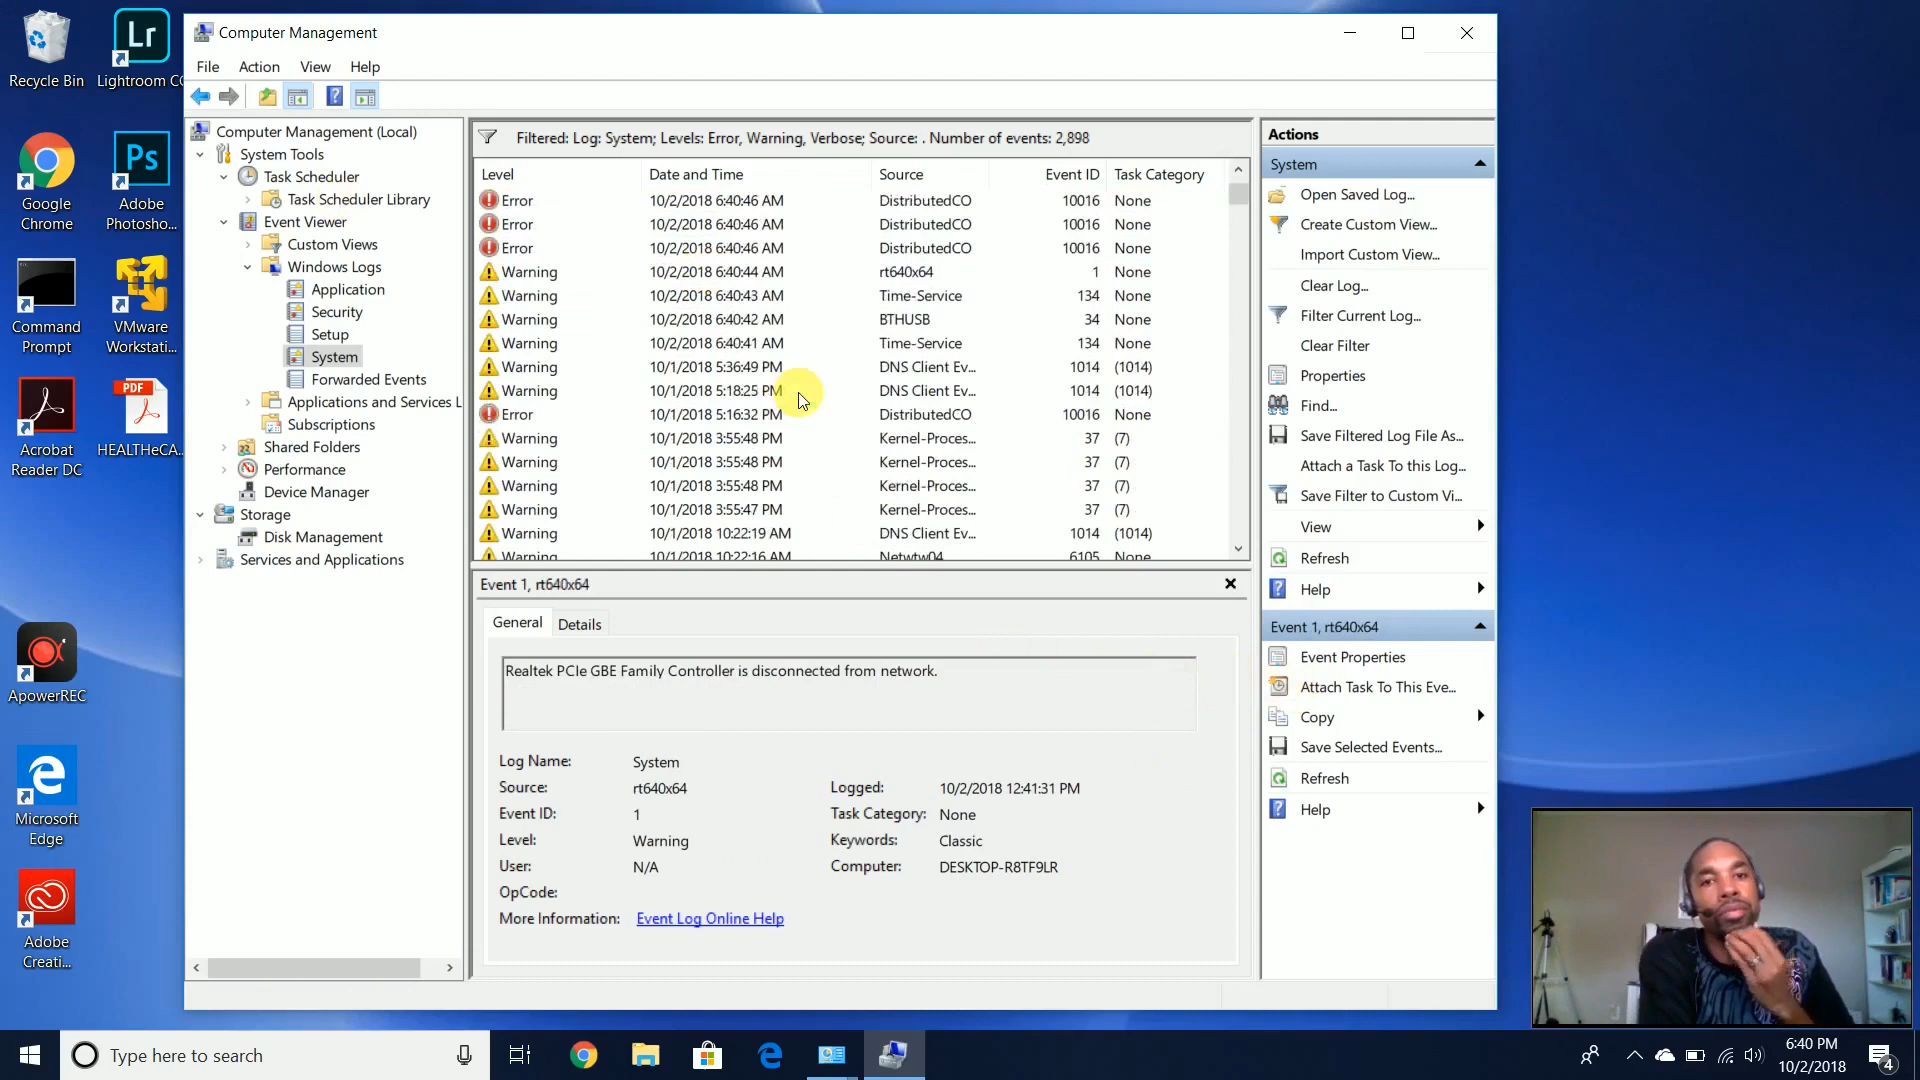 Recycle Bin
Lightroom CC
Google
Chrome
Adobe
Photosho...
Command
Prompt
VMware
Workstati...
Acrobat
Reader DC
PDF
HEALTHeCA...
ApowerREC
Microsoft
Edge
Adobe
Creati...
Lr
Ps
Computer Management
File Action View Help
Computer Management (Local)
System Tools
Task Scheduler
Task Scheduler Library
Event Viewer
Custom Views
Windows Logs
Application
Security
Setup
System
Forwarded Events
Applications and Services L
Subscriptions
Shared Folders
Performance
Device Manager
Storage
Disk Management
Services and Applications
Filtered: Log: System; Levels: Error, Warning, Verbose; Source: . Number of events: 2,898
Level Date and Time Source Event ID Task Category
Error 10/2/2018 6:40:46 AM DistributedCO 10016 None
Error 10/2/2018 6:40:46 AM DistributedCO 10016 None
Error 10/2/2018 6:40:46 AM DistributedCO 10016 None
Warning 10/2/2018 6:40:44 AM rt640x64 1 None
Warning 10/2/2018 6:40:43 AM Time-Service 134 None
Warning 10/2/2018 6:40:42 AM BTHUSB 34 None
Warning 10/2/2018 6:40:41 AM Time-Service 134 None
Warning 10/1/2018 5:36:49 PM DNS Client Ev... 1014 (1014)
Warning 10/1/2018 5:18:25 PM DNS Client Ev... 1014 (1014)
Error 10/1/2018 5:16:32 PM DistributedCO 10016 None
Warning 10/1/2018 3:55:48 PM Kernel-Proces... 37 (7)
Warning 10/1/2018 3:55:48 PM Kernel-Proces... 37 (7)
Warning 10/1/2018 3:55:48 PM Kernel-Proces... 37 (7)
Warning 10/1/2018 3:55:47 PM Kernel-Proces... 37 (7)
Warning 10/1/2018 10:22:19 AM DNS Client Ev... 1014 (1014)
Warning 10/1/2018 10:22:16 AM Netwtw04 6105 None
Event 1, rt640x64
General Details
Realtek PCIe GBE Family Controller is disconnected from network.
Log Name: System
Source: rt640x64 Logged: 10/2/2018 12:41:31 PM
Event ID: 1 Task Category: None
Level: Warning Keywords: Classic
User: N/A Computer: DESKTOP-R8TF9LR
OpCode:
More Information: Event Log Online Help
Actions
System
Open Saved Log...
Create Custom View...
Import Custom View...
Clear Log...
Filter Current Log...
Clear Filter
Properties
Find...
Save Filtered Log File As...
Attach a Task To this Log...
Save Filter to Custom Vi...
View
Refresh
Help
Event 1, rt640x64
Event Properties
Attach Task To This Eve...
Copy
Save Selected Events...
Refresh
Help
Type here to search
6:40 PM
10/2/2018
4